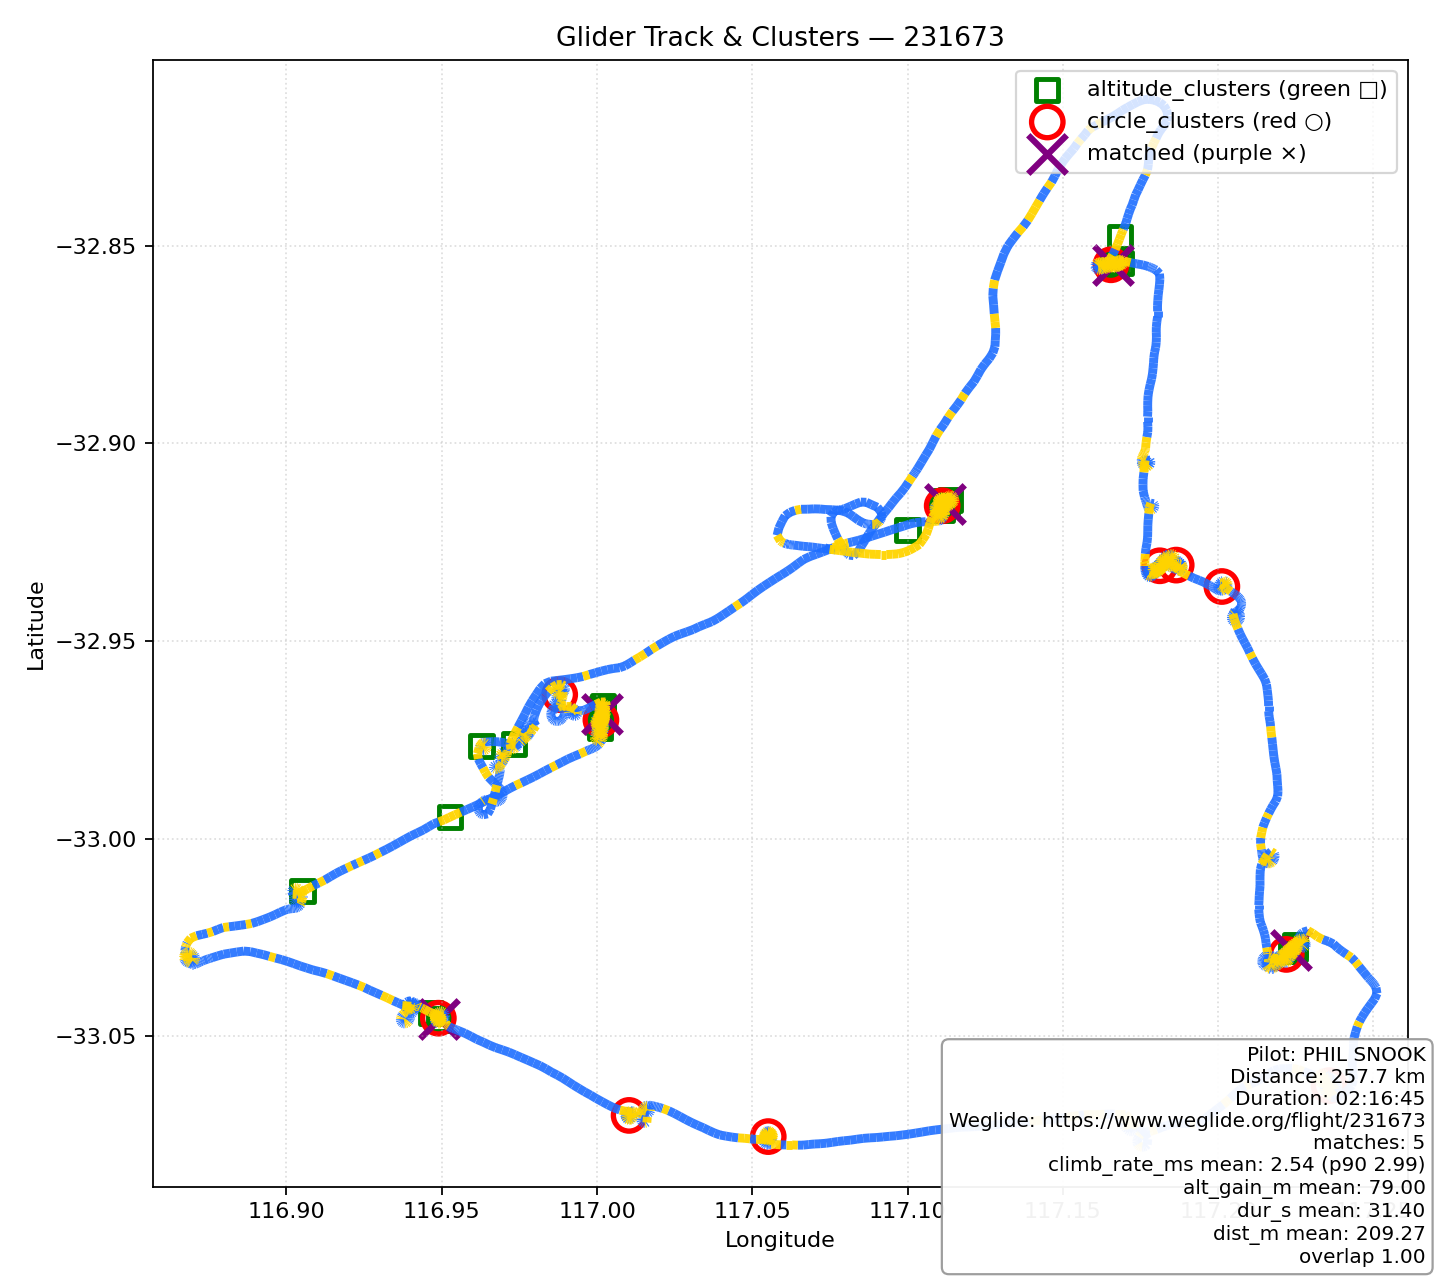 Glider Track & Clusters — 231673
altitude_clusters (green □)
circle_clusters (red ○)
matched (purple ×)
−32.85
−32.90
−32.95
−33.00
−33.05
Latitude
116.90 116.95 117.00 117.05 117.10 117.15
Longitude
Pilot: PHIL SNOOK
Distance: 257.7 km
Duration: 02:16:45
Weglide: https://www.weglide.org/flight/231673
matches: 5
climb_rate_ms mean: 2.54 (p90 2.99)
alt_gain_m mean: 79.00
dur_s mean: 31.40
dist_m mean: 209.27
overlap 1.00